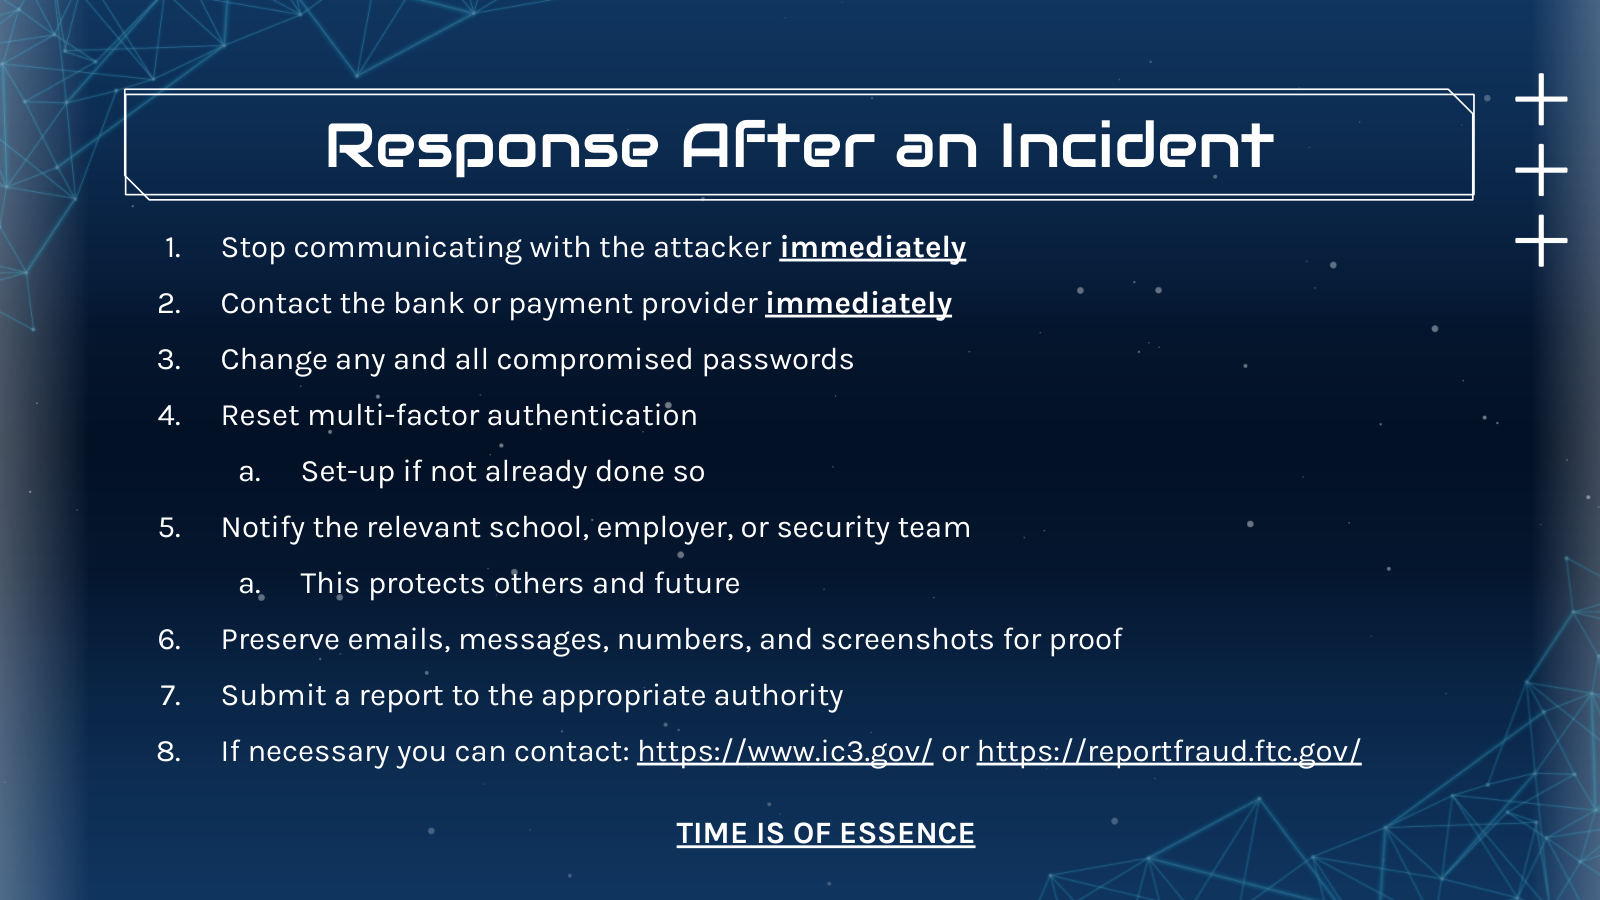 Response After an Incident
1. Stop communicating with the attacker immediately
2. Contact the bank or payment provider immediately
3. Change any and all compromised passwords
4. Reset multi-factor authentication
a. Set-up if not already done so
5. Notify the relevant school, employer, or security team
a. This protects others and future
6. Preserve emails, messages, numbers, and screenshots for proof
7. Submit a report to the appropriate authority
8. If necessary you can contact: https://www.ic3.gov/ or https://reportfraud.ftc.gov/
TIME IS OF ESSENCE